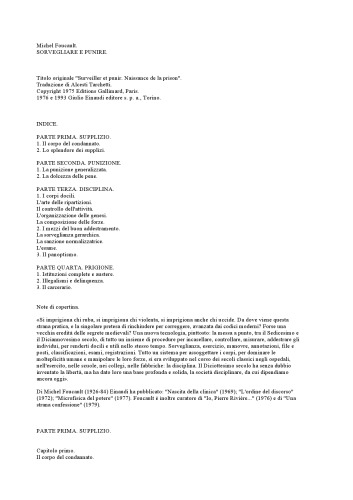 Michel Foucault.
SORVEGLIARE E PUNIRE.
Titolo originale "Surveiller et punir. Naissance de la prison".
Traduzione di Alcesti Tarchetti.
Copyright 1975 Editions Gallimard, Paris.
1976 e 1993 Giulio Einaudi editore s. p. a., Torino.
INDICE.
PARTE PRIMA. SUPPLIZIO.
1. Il corpo del condannato.
2. Lo splendore dei supplizi.
PARTE SECONDA. PUNIZIONE.
1. La punizione generalizzata.
2. La dolcezza delle pene.
PARTE TERZA. DISCIPLINA.
1. I corpi docili.
L'arte delle ripartizioni.
Il controllo dell'attività.
L'organizzazione delle genesi.
La composizione delle forze.
2. I mezzi del buon addestramento.
La sorveglianza gerarchica.
La sanzione normalizzatrice.
L'esame.
3. Il panoptismo.
PARTE QUARTA. PRIGIONE.
1. Istituzioni complete e austere.
2. Illegalismi e delinquenza.
3. Il carcerario.
Note di copertina.
«Si imprigiona chi ruba, si imprigiona chi violenta, si imprigiona anche chi uccide. Da dove viene questa
strana pratica, e la singolare pretesa di rinchiudere per correggere, avanzata dai codici moderni? Forse una
vecchia eredità delle segrete medievali? Una nuova tecnologia, piuttosto: la messa a punto, tra il Sedicesimo e
il Diciannovesimo secolo, di tutto un insieme di procedure per incasellare, controllare, misurare, addestrare gli
individui, per renderli docili e utili nello stesso tempo. Sorveglianza, esercizio, manovre, annotazioni, file e
posti, classificazioni, esami, registrazioni. Tutto un sistema per assoggettare i corpi, per dominare le
molteplicità umane e manipolare le loro forze, si era sviluppato nel corso dei secoli classici negli ospedali,
nell'esercito, nelle scuole, nei collegi, nelle fabbriche: la disciplina. Il Diciottesimo secolo ha senza dubbio
inventato la libertà, ma ha dato loro una base profonda e solida, la società disciplinare, da cui dipendiamo
ancora oggi».
Di Michel Foucault (1926-84) Einaudi ha pubblicato: "Nascita della clinica" (1969); "L'ordine del discorso"
(1972); "Microfisica del potere" (1977). Foucault è inoltre curatore di "Io, Pierre Rivière..." (1976) e di "Una
strana confessione" (1979).
PARTE PRIMA. SUPPLIZIO.
Capitolo primo.
Il corpo del condannato.